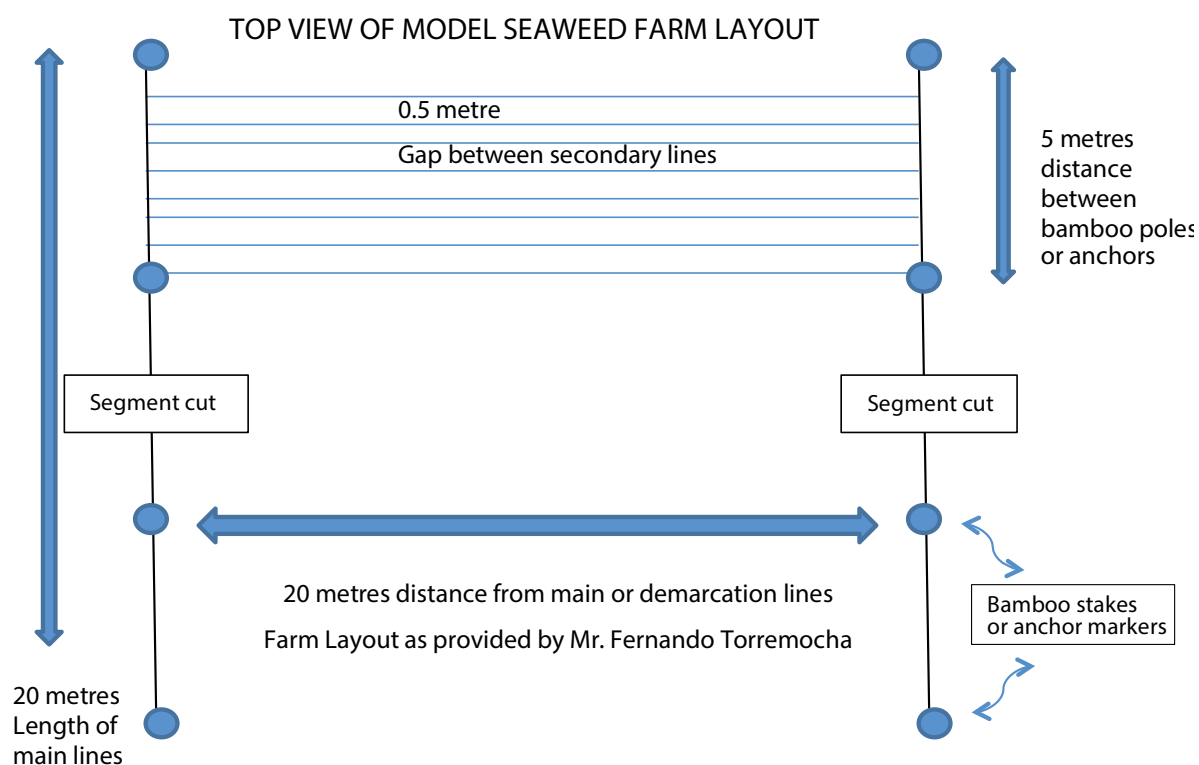 TOP VIEW OF MODEL SEAWEED FARM LAYOUT
0.5 metre
Gap between secondary lines
5 metres
distance
between
bamboo poles
or anchors
Segment cut
Segment cut
20 metres distance from main or demarcation lines
Farm Layout as provided by Mr. Fernando Torremocha
Bamboo stakes
or anchor markers
20 metres
Length of
main lines